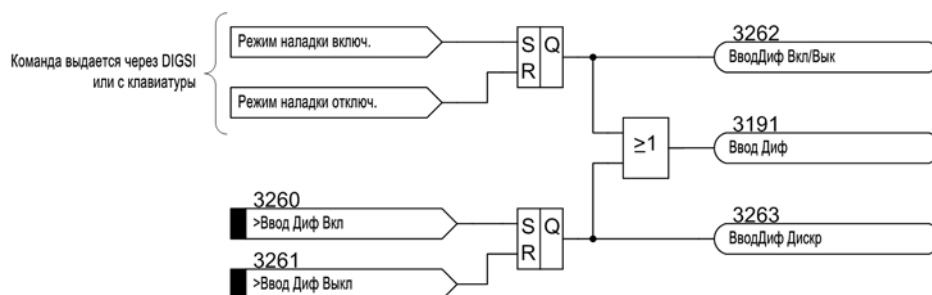 Команда выдается через DIGSI
или с клавиатуры
Режим наладки включ.
Режим наладки отключ.
S Q
R
3262
ВводДиф Вкл/Вык
≥1
3191
Ввод Диф
3260
>Ввод Диф Вкл
3261
>Ввод Диф Выкл
S Q
R
3263
ВводДиф Дискр